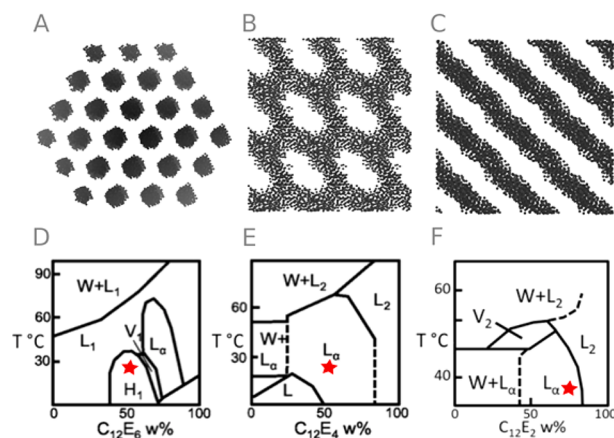 A B C
D E F
90
60
30
T °C
W+L₁
L₁
V₁
Lα
H₁
0 50 100
C₁₂E₆ w%
60
30
T °C
W+L₂
L₂
W+
Lα
Lα
L
0 50 100
C₁₂E₄ w%
60
40
T °C
W+L₂
V₂
L₂
W+Lα
Lα
0 50 100
C₁₂E₂ w%